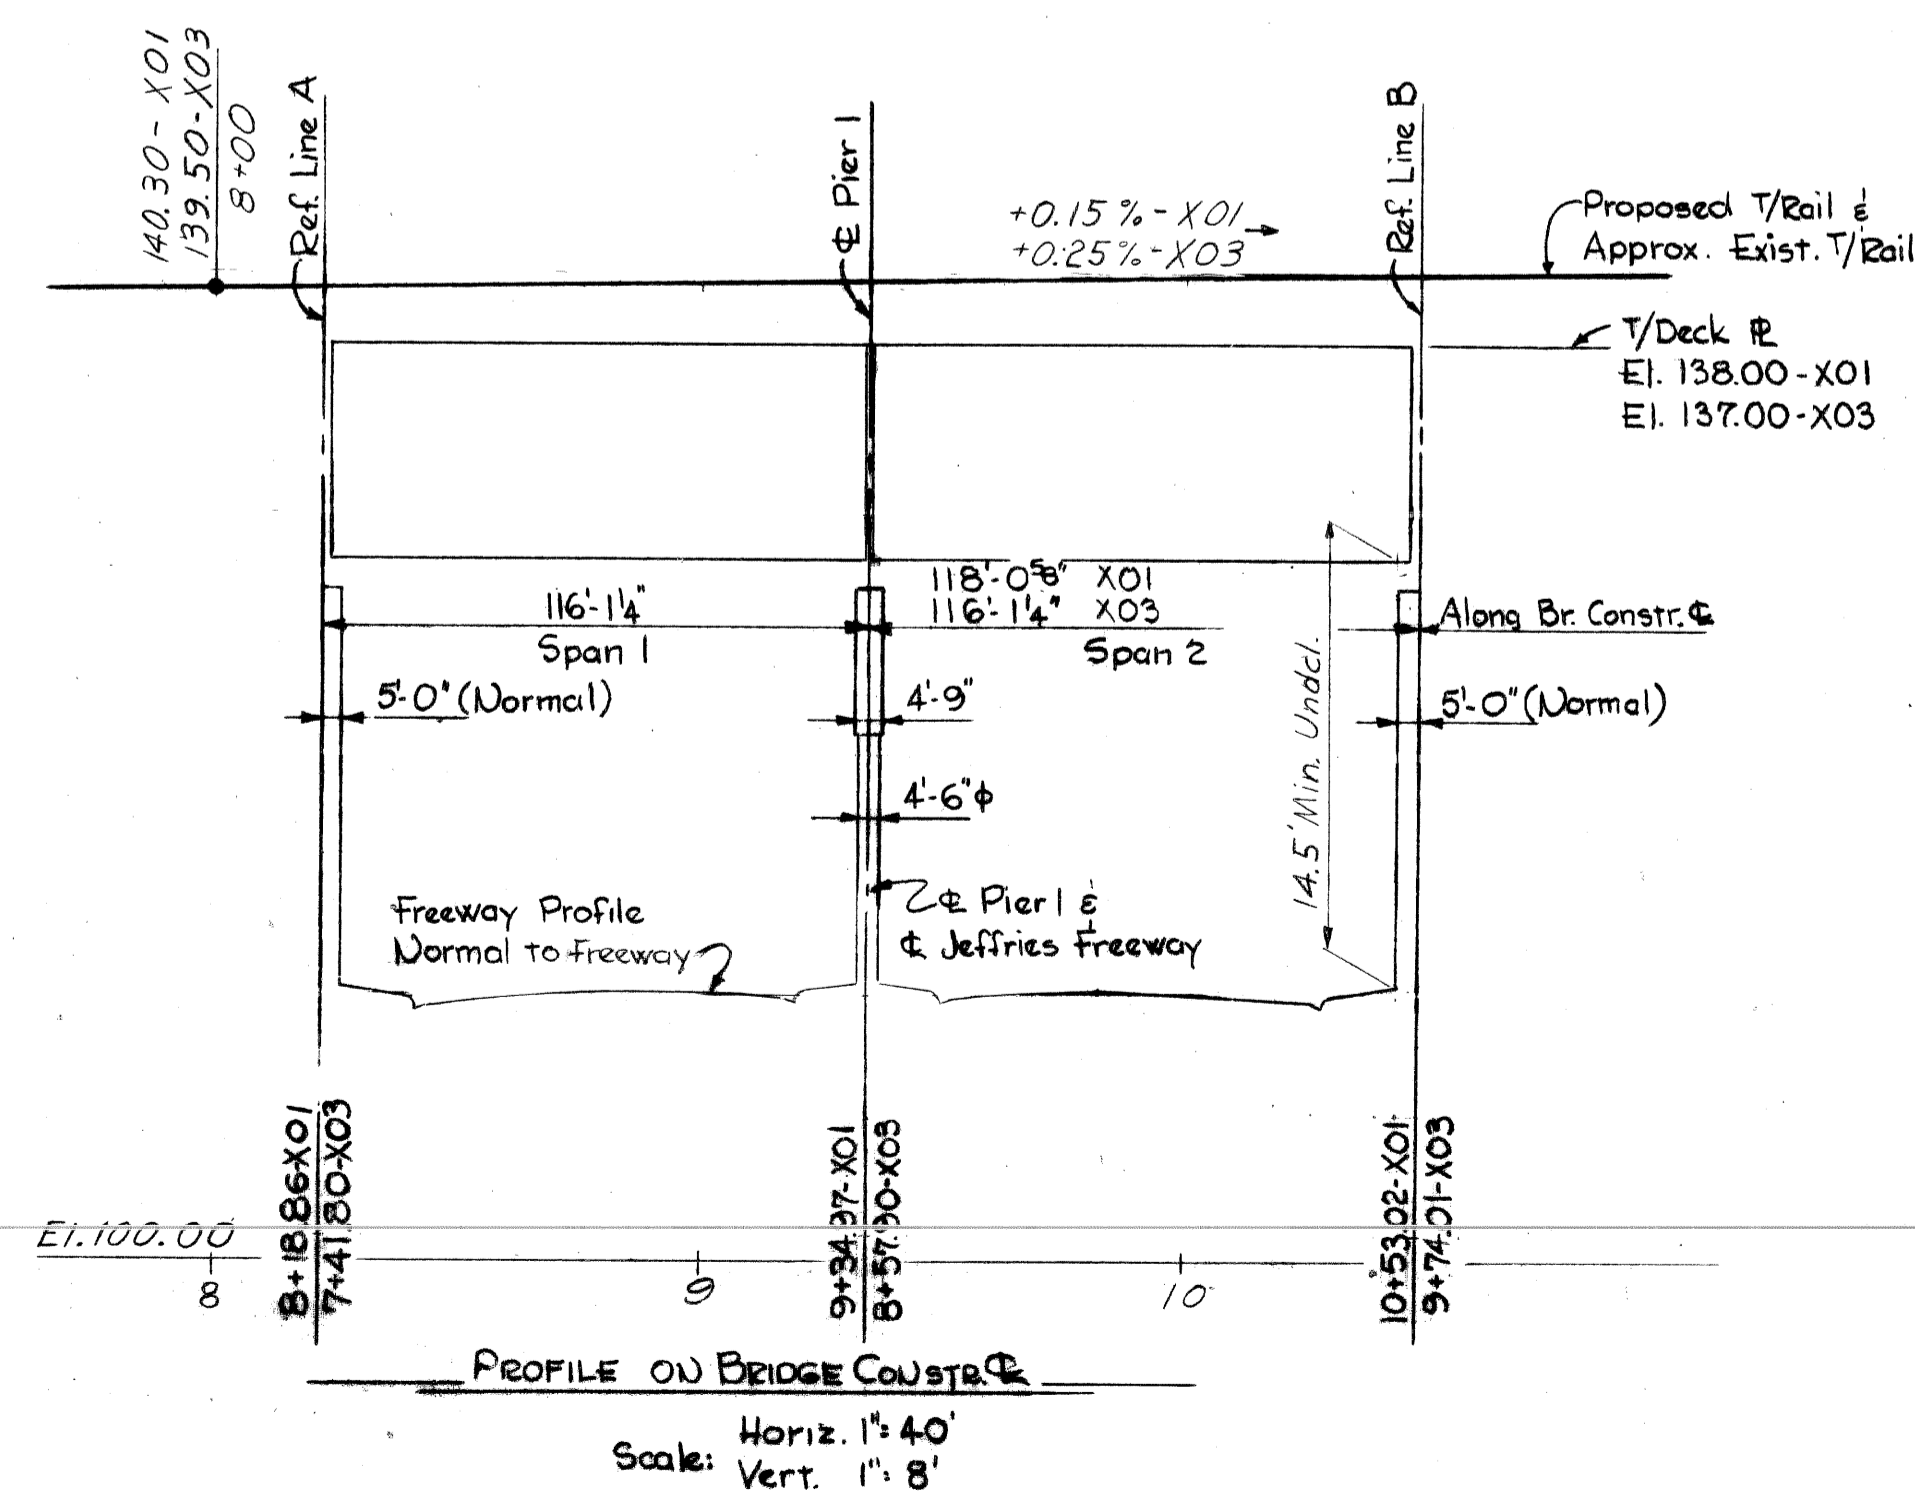 140.30 - X01
139.50 - X03
8+00
Ref. Line A
℄ Pier 1
+0.15 % - X01
+0.25 % - X03
Ref. Line B
Proposed T/Rail &
Approx. Exist. T/Rail
T/Deck ℞
El. 138.00 - X01
El. 137.00 - X03
116'-1¼"
Span 1
118'-0⅝" X01
116'-1¼" X03
Span 2
Along Br. Constr. ℄
5'-0" (Normal)
4'-9"
5'-0" (Normal)
4'-6" ϕ
14.5' Min. Undcl.
Freeway Profile
Normal to Freeway
℄ Pier 1 &
℄ Jeffries Freeway
8+18.86-X01
7+41.80-X03
9+34.97-X01
8+57.90-X03
10+53.02-X01
9+74.01-X03
El. 100.00
8
9
10
PROFILE ON BRIDGE CONSTR. ℄
Scale:
Horiz. 1": 40'
Vert. 1": 8'